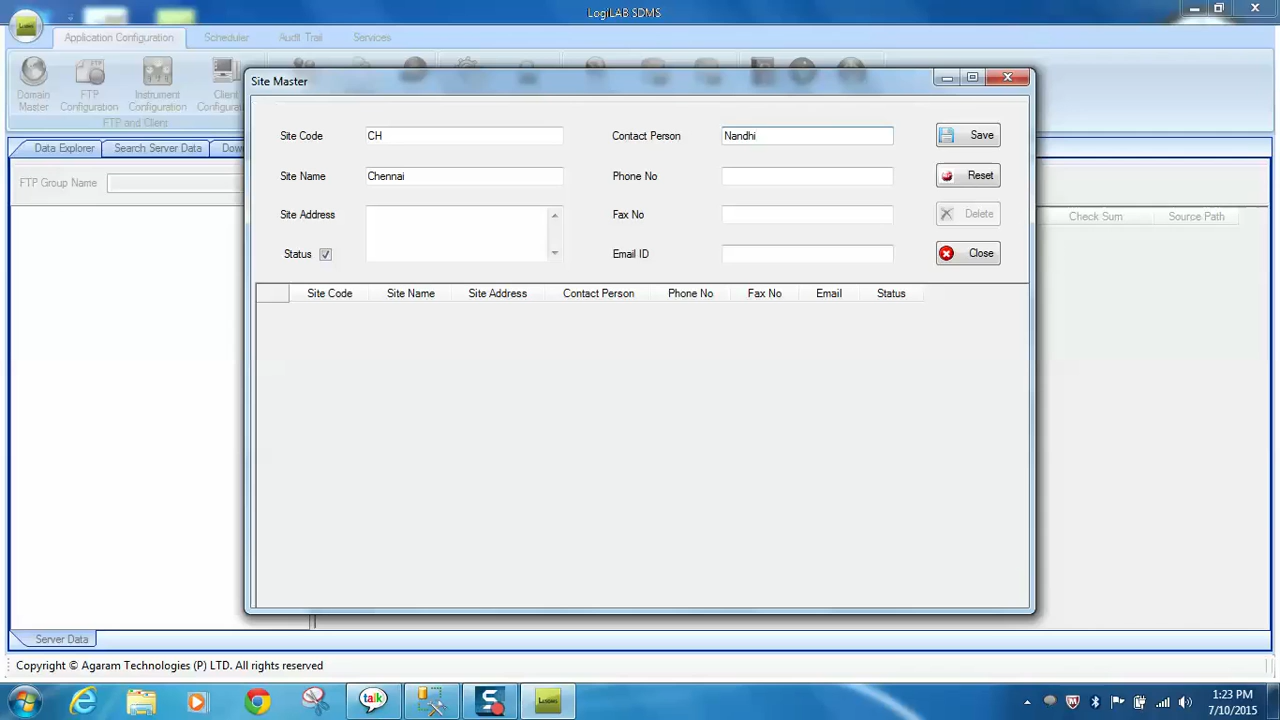 LogiLAB SDMS
Application Configuration Scheduler Audit Trail Services
Domain Master
FTP Configuration
Instrument Configuration
Client
FTP and Client
Data Explorer Search Server Data
FTP Group Name
Check Sum Source Path
Site Master
Site Code CH Contact Person Nandhi Save
Site Name Chennai Phone No Reset
Site Address Fax No Delete
Status Email ID Close
Site Code Site Name Site Address Contact Person Phone No Fax No Email Status
Server Data
Copyright © Agaram Technologies (P) LTD. All rights reserved
talk
1:23 PM
7/10/2015